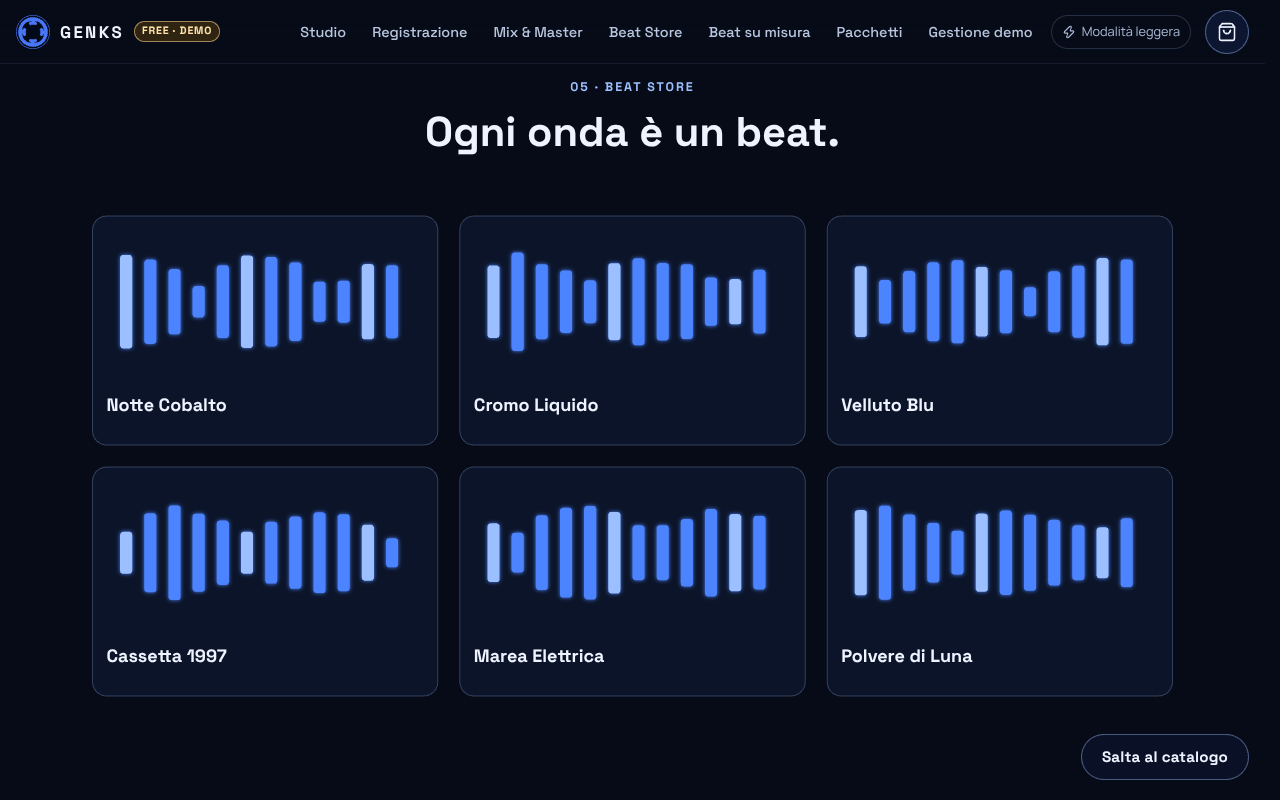 GENKS
FREE · DEMO
Studio
Registrazione
Mix & Master
Beat Store
Beat su misura
Pacchetti
Gestione demo
Modalità leggera
05 · BEAT STORE
Ogni onda è un beat.
Notte Cobalto
Cromo Liquido
Velluto Blu
Cassetta 1997
Marea Elettrica
Polvere di Luna
Salta al catalogo